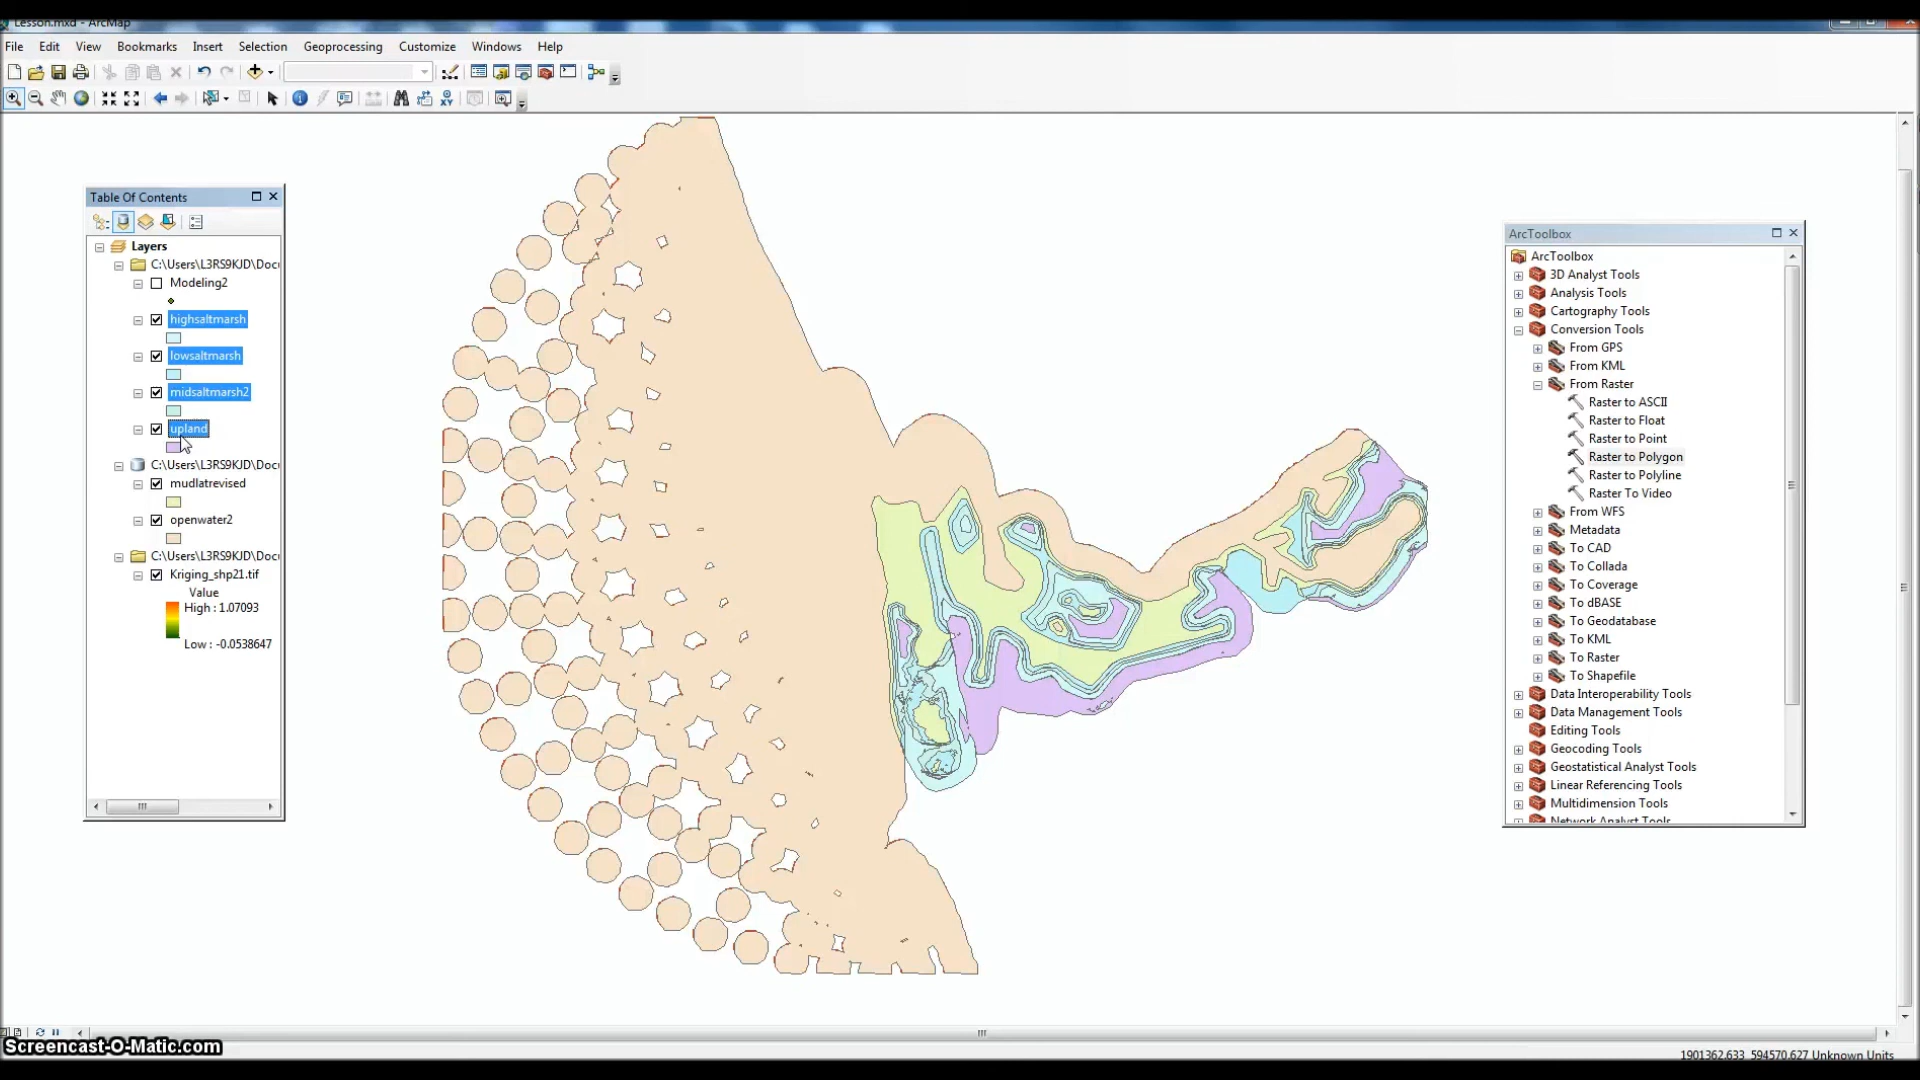 Lesson.mxd - ArcMap
File Edit View Bookmarks Insert Selection Geoprocessing Customize Windows Help
Table Of Contents
Layers
C:\Users\L3RS9KJD\Docu
Modeling2
highsaltmarsh
lowsaltmarsh
midsaltmarsh2
upland
C:\Users\L3RS9KJD\Docu
mudlatrevised
openwater2
C:\Users\L3RS9KJD\Docu
Kriging_shp21.tif
Value
High : 1.07093
Low : -0.0538647
ArcToolbox
ArcToolbox
3D Analyst Tools
Analysis Tools
Cartography Tools
Conversion Tools
From GPS
From KML
From Raster
Raster to ASCII
Raster to Float
Raster to Point
Raster to Polygon
Raster to Polyline
Raster To Video
From WFS
Metadata
To CAD
To Collada
To Coverage
To dBASE
To Geodatabase
To KML
To Raster
To Shapefile
Data Interoperability Tools
Data Management Tools
Editing Tools
Geocoding Tools
Geostatistical Analyst Tools
Linear Referencing Tools
Multidimension Tools
Network Analyst Tools
Screencast-O-Matic.com
1901362.633 594570.627 Unknown Units